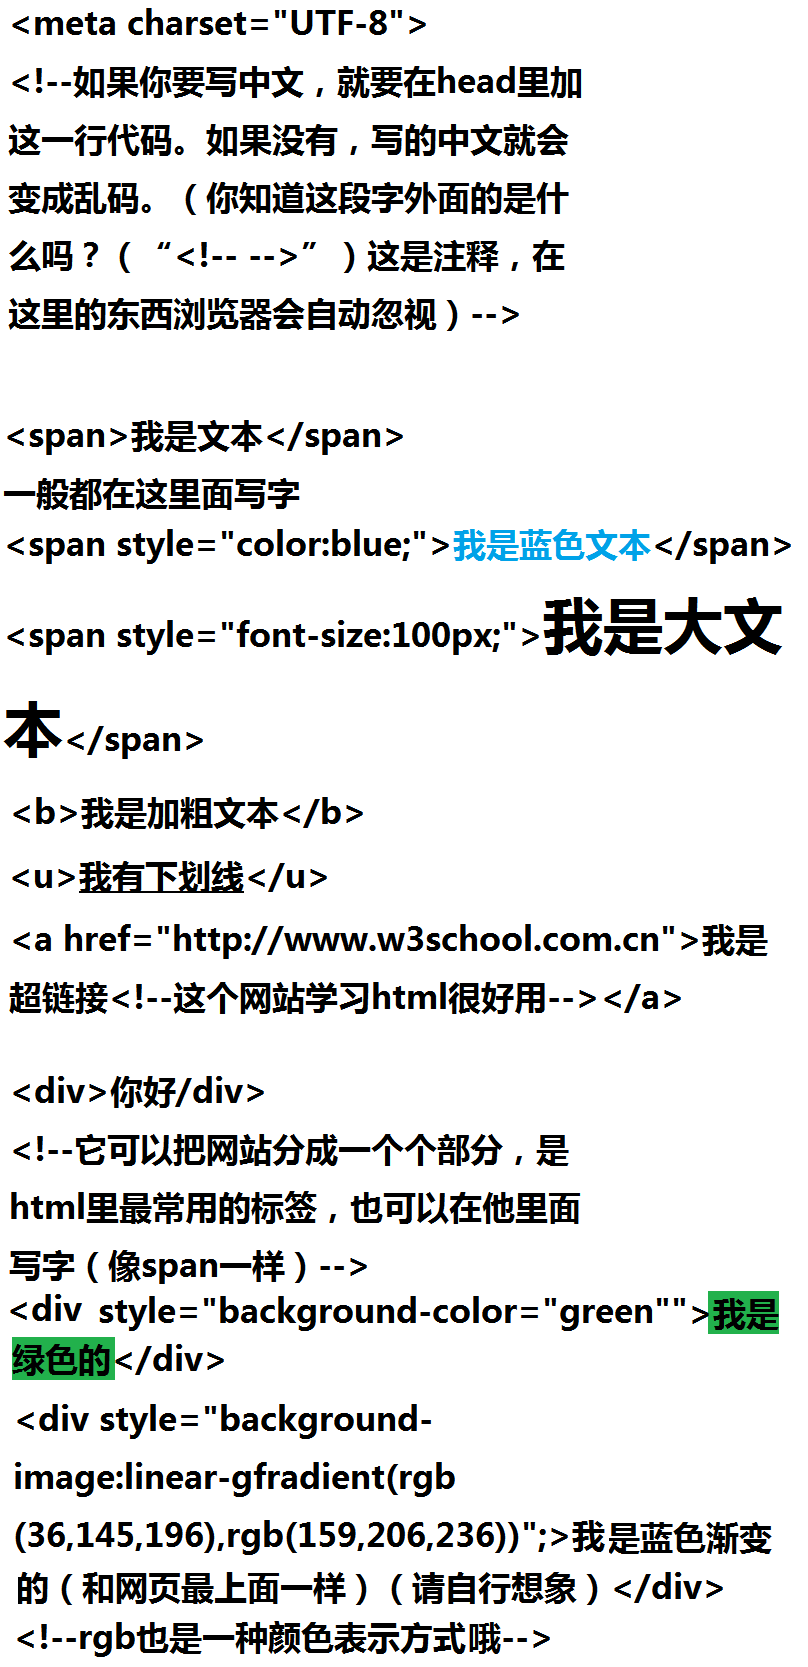 <meta charset="UTF-8">
<!--如果你要写中文，就要在head里加
这一行代码。如果没有，写的中文就会
变成乱码。（你知道这段字外面的是什
么吗？（“<!-- -->”）这是注释，在
这里的东西浏览器会自动忽视）-->
<span>我是文本</span>
一般都在这里面写字
<span style="color:blue;">我是蓝色文本</span>
<span style="font-size:100px;">我是大文
本</span>
<b>我是加粗文本</b>
<u>我有下划线</u>
<a href="http://www.w3school.com.cn">我是
超链接<!--这个网站学习html很好用--></a>
<div>你好/div>
<!--它可以把网站分成一个个部分，是
html里最常用的标签，也可以在他里面
写字（像span一样）-->
<div style="background-color="green"">我是
绿色的</div>
<div style="background-
image:linear-gfradient(rgb
(36,145,196),rgb(159,206,236))";>我是蓝色渐变
的（和网页最上面一样）（请自行想象）</div>
<!--rgb也是一种颜色表示方式哦-->